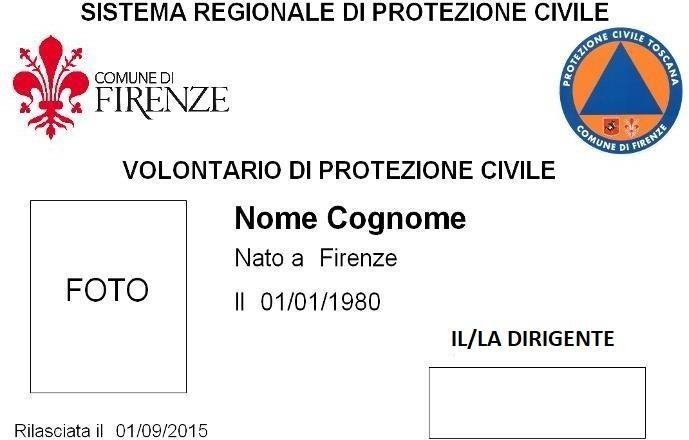 SISTEMA REGIONALE DI PROTEZIONE CIVILE
COMUNE DI
FIRENZE
PROTEZIONE CIVILE TOSCANA
COMUNE DI FIRENZE
VOLONTARIO DI PROTEZIONE CIVILE
FOTO
Nome Cognome
Nato a Firenze
Il 01/01/1980
IL/LA DIRIGENTE
Rilasciata il 01/09/2015